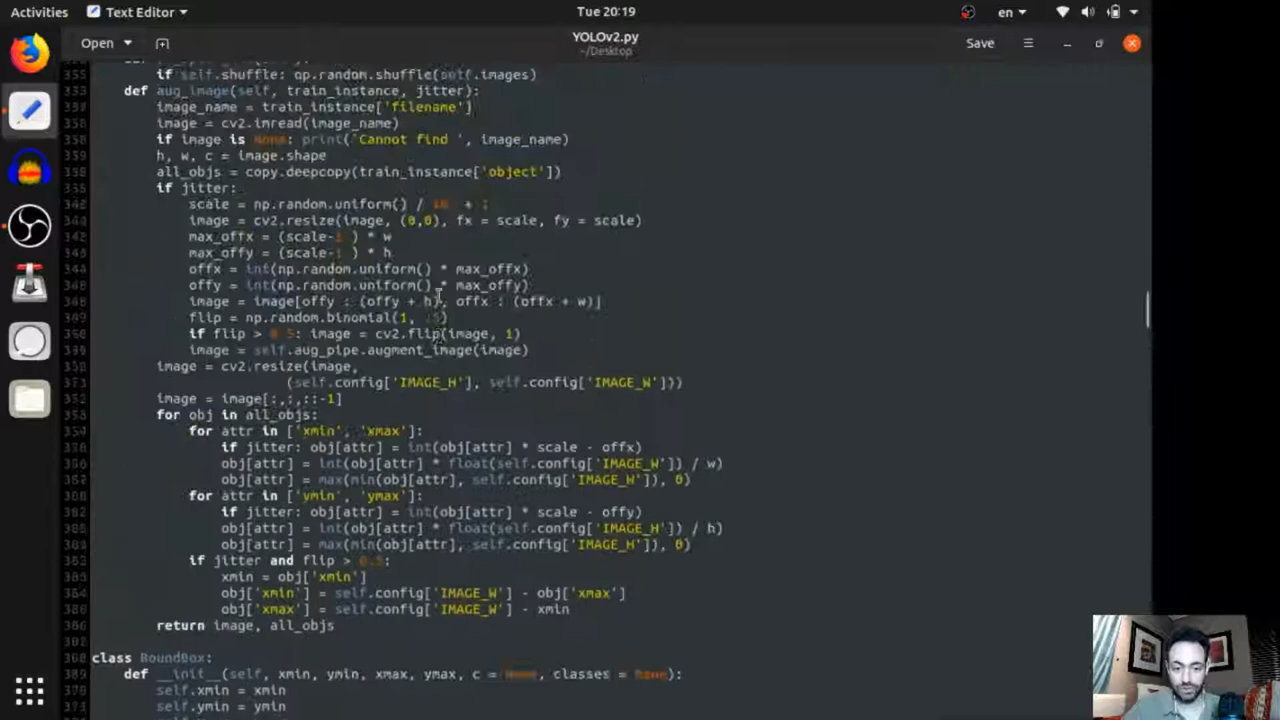 Activities Text Editor Tue 20:19 en
Open YOLOv2.py Save
~/Desktop
if self.shuffle: np.random.shuffle(
def aug_image(self, train_instance, jitter):
image_name = train_instance['filename']
image = cv2.imread(image_name)
if image is None: print('Cannot find ', image_name)
h, w, c = image.shape
all_objs = copy.deepcopy(train_instance['object'])
if jitter:
scale = np.random.uniform() / 10 +
image = cv2.resize(image, (0,0), fx = scale, fy = scale)
max_offx = (scale- ) * w
max_offy = (scale- ) * h
offx = int(np.random.uniform() * max_offx)
offy = int(np.random.uniform() * max_offy)
image = image[offy : (offy + h), offx : (offx + w)]
flip = np.random.binomial(1, )
if flip > 0.5: image = cv2.flip(image, 1)
image = self.aug_pipe.augment_image(image)
image = cv2.resize(image,
(self.config['IMAGE_H'], self.config['IMAGE_W']))
image = image[:,:,::-1]
for obj in all_objs:
for attr in ['xmin', 'xmax']:
if jitter: obj[attr] = int(obj[attr] * scale - offx)
obj[attr] = int(obj[attr] * float(self.config['IMAGE_W']) / w)
obj[attr] = max(min(obj[attr], self.config['IMAGE_H']), 0)
for attr in ['ymin', 'ymax']:
if jitter: obj[attr] = int(obj[attr] * scale - offy)
obj[attr] = int(obj[attr] * float(self.config['IMAGE_H']) / h)
obj[attr] = max(min(obj[attr], self.config['IMAGE_H']), 0)
if jitter and flip > 0.5:
xmin = obj['xmin']
obj['xmin'] = self.config['IMAGE_W'] - obj['xmax']
obj['xmax'] = self.config['IMAGE_W'] - xmin
return image, all_objs
class RoundBox:
def __init__(self, xmin, ymin, xmax, ymax, c = None, classes = None):
self.xmin = xmin
self.ymin = ymin